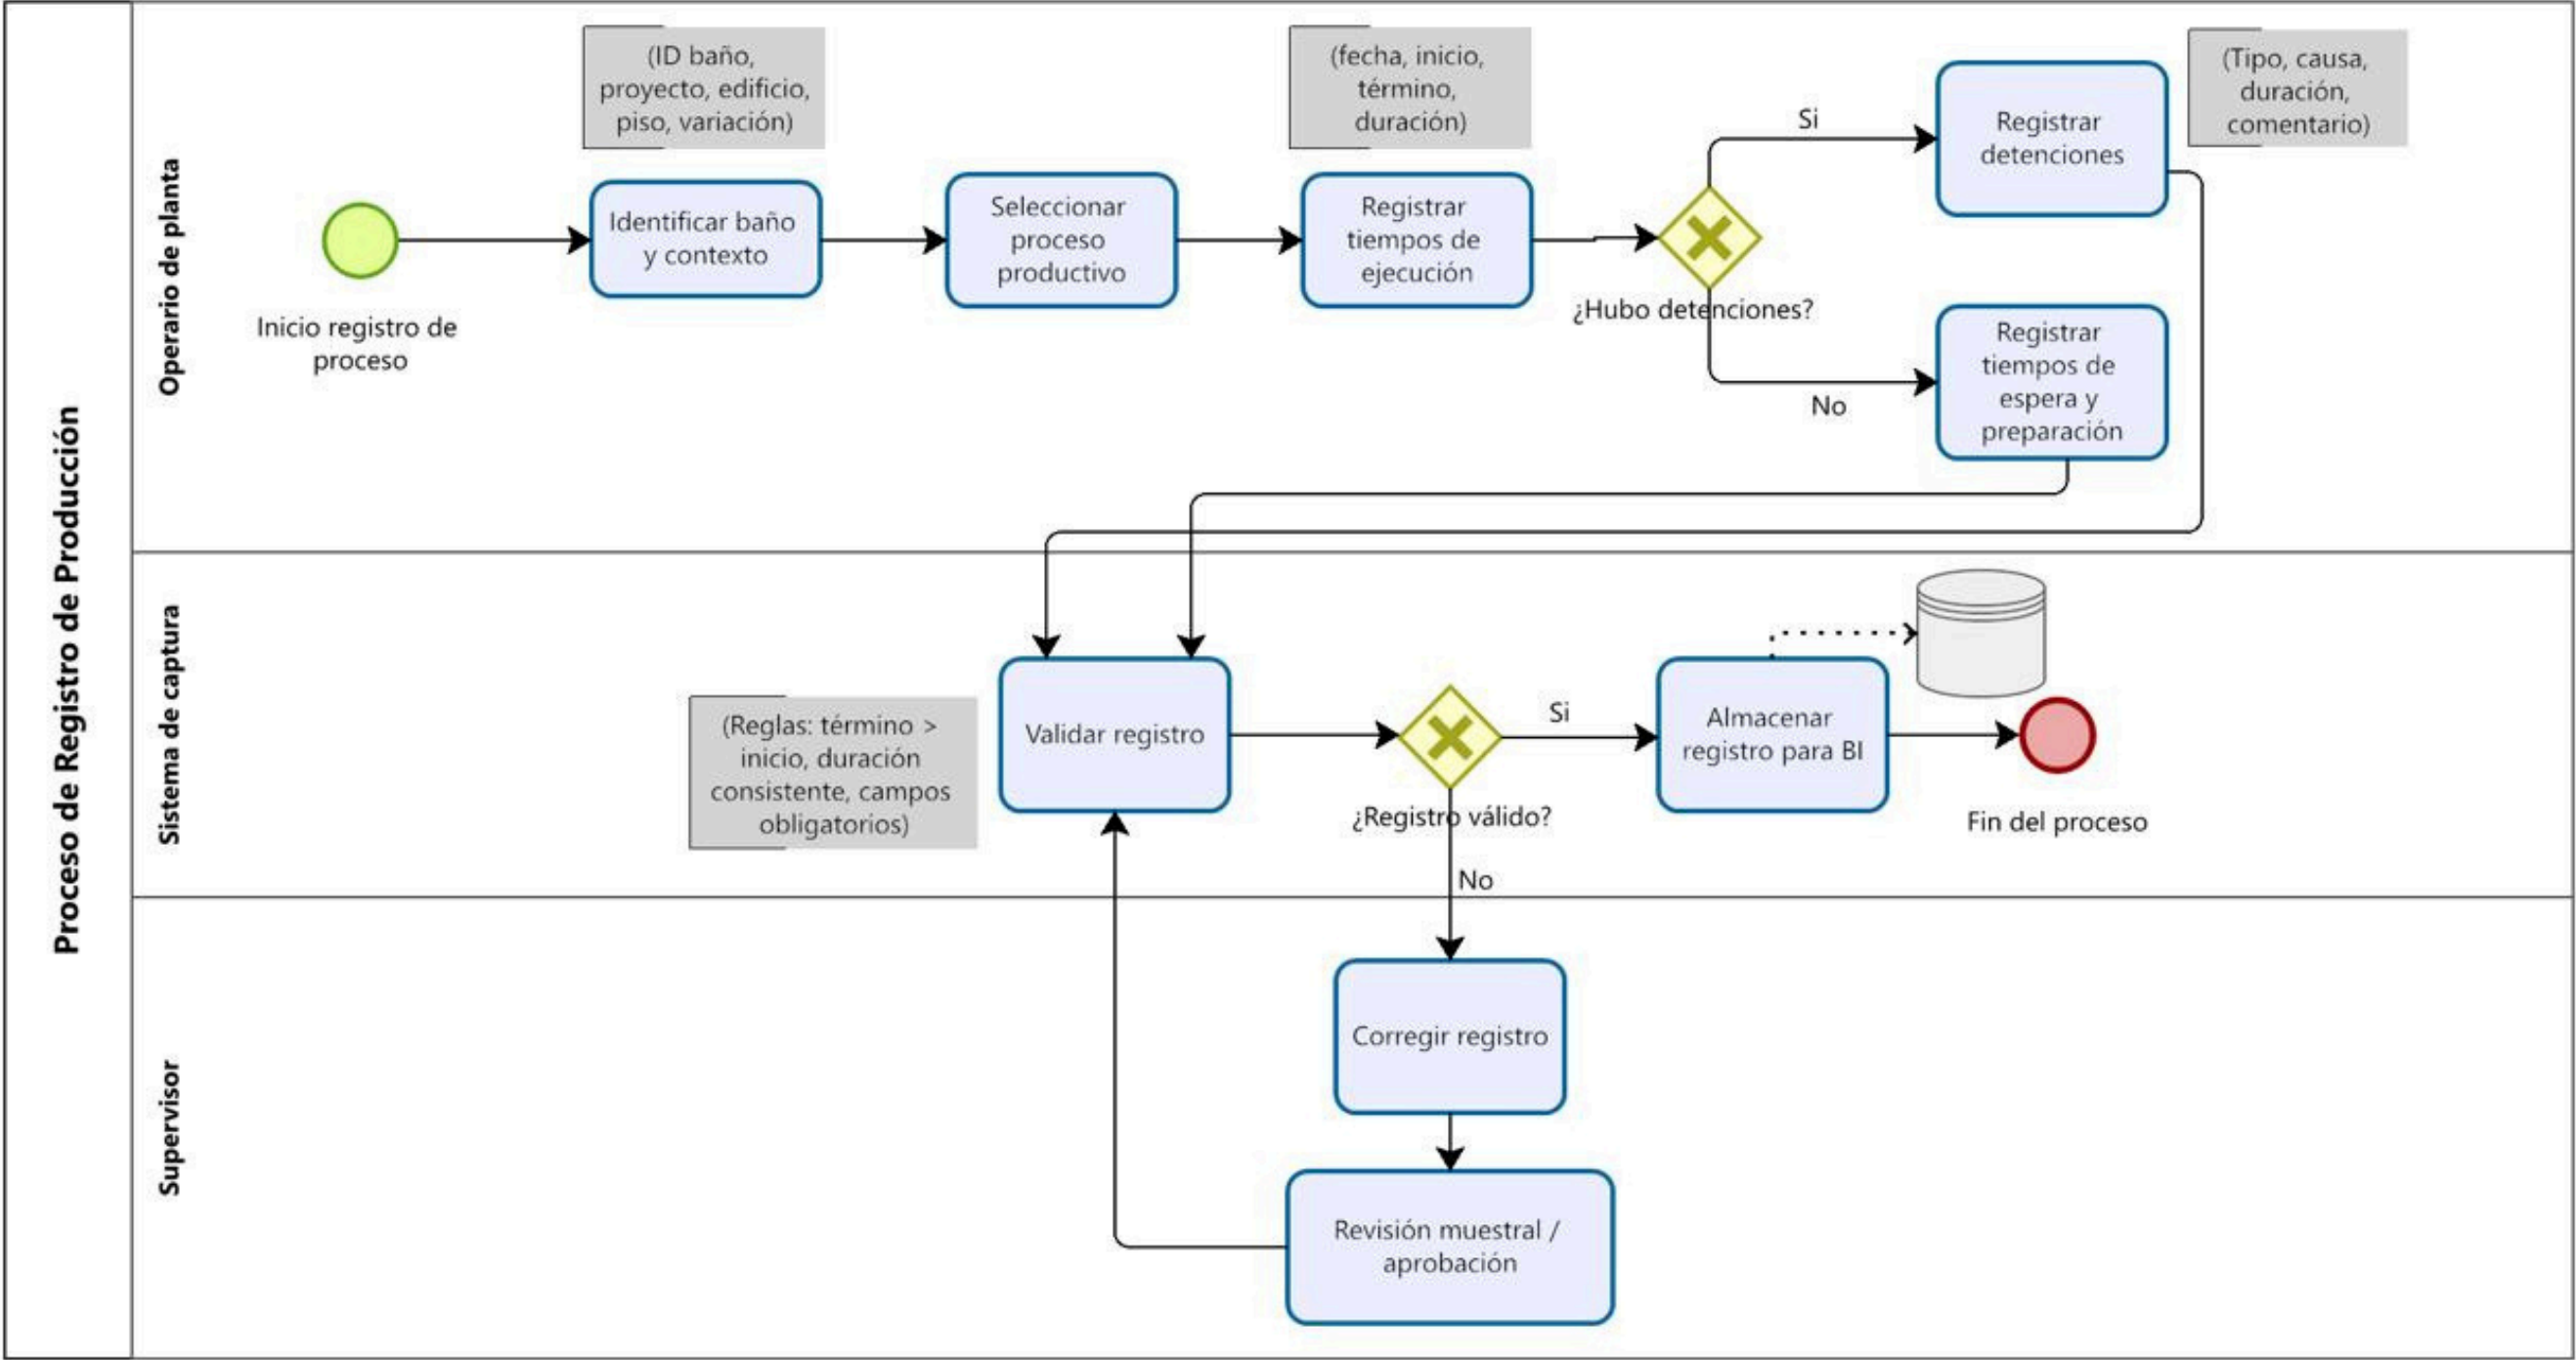 Proceso de Registro de Producción
Operario de planta
Inicio registro de
proceso
(ID baño,
proyecto, edificio,
piso, variación)
Identificar baño
y contexto
Seleccionar
proceso
productivo
(fecha, inicio,
término,
duración)
Registrar
tiempos de
ejecución
¿Hubo detenciones?
Si
Registrar
detenciones
(Tipo, causa,
duración,
comentario)
No
Registrar
tiempos de
espera y
preparación
Sistema de captura
(Reglas: término >
inicio, duración
consistente, campos
obligatorios)
Validar registro
¿Registro válido?
Si
Almacenar
registro para BI
Fin del proceso
No
Supervisor
Corregir registro
Revisión muestral /
aprobación